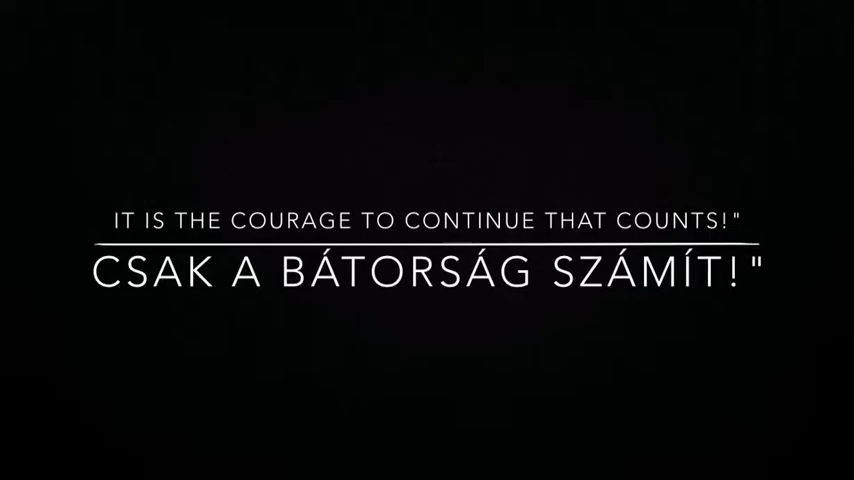 IT IS THE COURAGE TO CONTINUE THAT COUNTS!"
CSAK A BÁTORSÁG SZÁMÍT!"